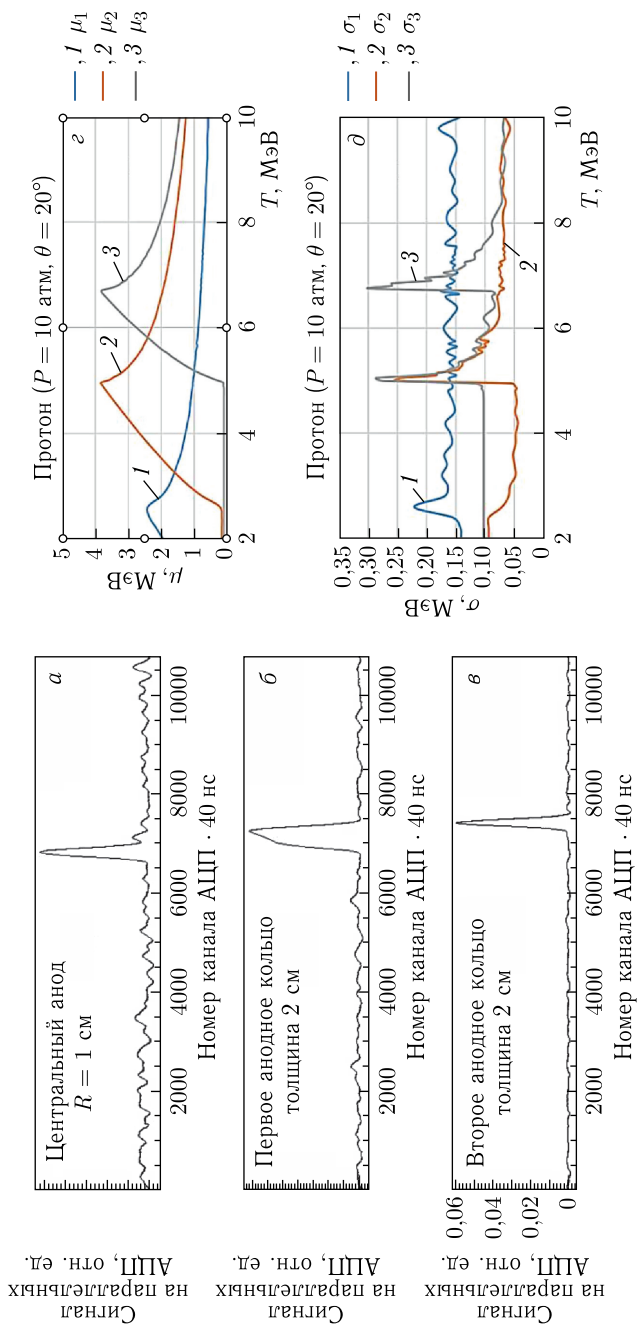 Сигнал
на параллельных
АЦП, отн. ед.
Центральный анод
R = 1 см
а
2000 4000 6000 8000 10000
Номер канала АЦП · 40 нс
Сигнал
на параллельных
АЦП, отн. ед.
Первое анодное кольцо
толщина 2 см
б
2000 4000 6000 8000 10000
Номер канала АЦП · 40 нс
Сигнал
на параллельных
АЦП, отн. ед.
0,06
0,04
0,02
0
Второе анодное кольцо
толщина 2 см
в
2000 4000 6000 8000 10000
Номер канала АЦП · 40 нс
Протон (P = 10 атм, θ = 20°)
μ, МэВ
5
4
3
2
1
0
1
2
3
г
2 4 6 8 10
T, МэВ
, 1 μ₁
, 2 μ₂
, 3 μ₃
Протон (P = 10 атм, θ = 20°)
σ, МэВ
0,35
0,30
0,25
0,20
0,15
0,10
0,05
0
1
3
2
д
2 4 6 8 10
T, МэВ
, 1 σ₁
, 2 σ₂
, 3 σ₃